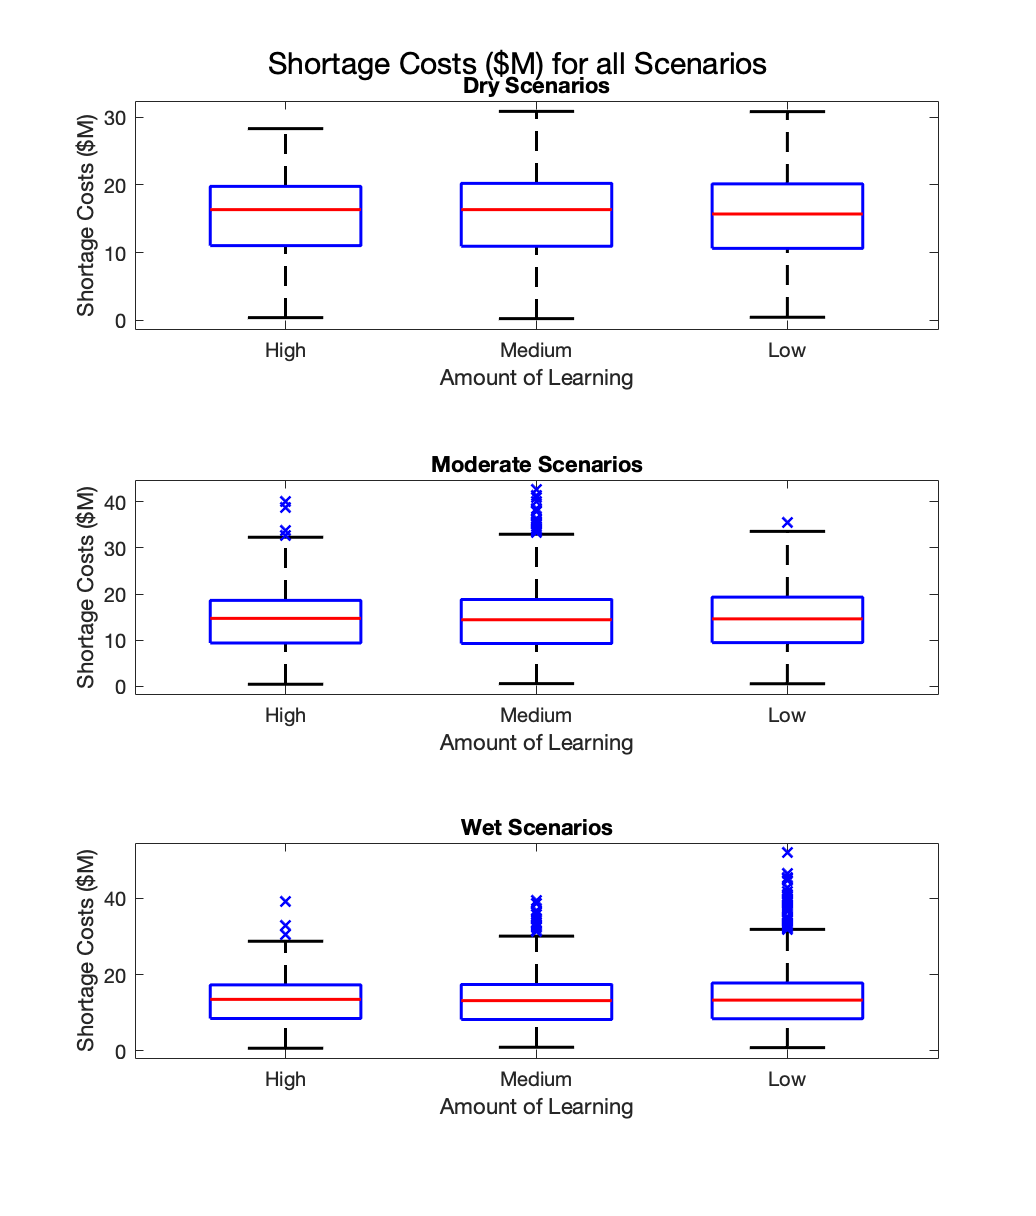 Shortage Costs ($M) for all Scenarios
Dry Scenarios
Shortage Costs ($M)
30
20
10
0
High Medium Low
Amount of Learning
Moderate Scenarios
Shortage Costs ($M)
40
30
20
10
0
High Medium Low
Amount of Learning
Wet Scenarios
Shortage Costs ($M)
40
20
0
High Medium Low
Amount of Learning